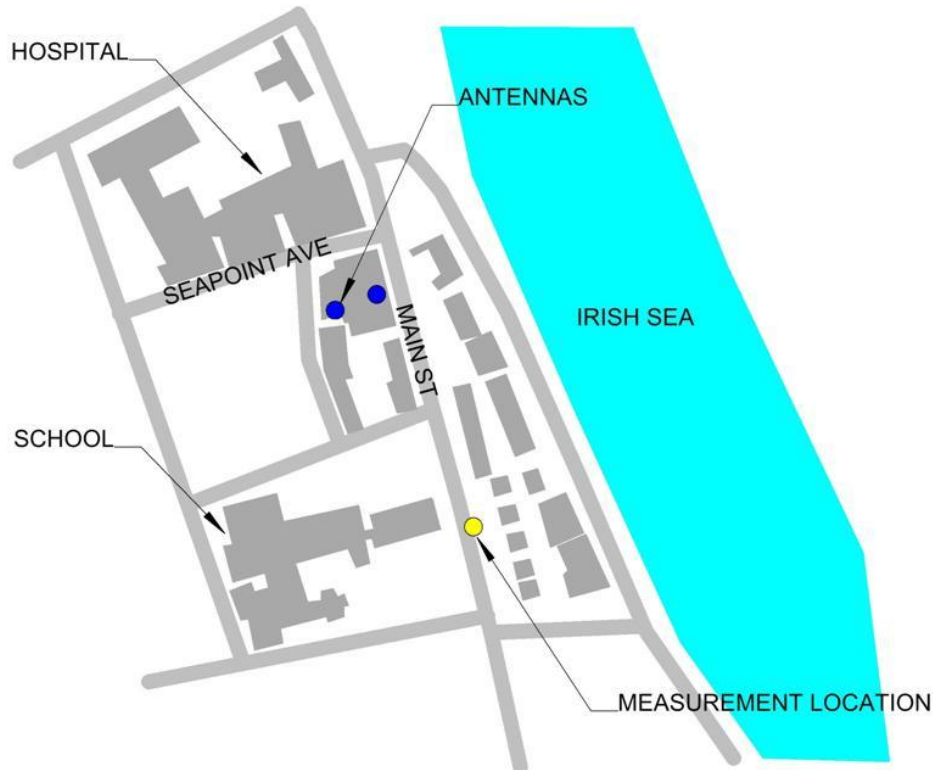 HOSPITAL
ANTENNAS
SEAPOINT AVE
MAIN ST
IRISH SEA
SCHOOL
MEASUREMENT LOCATION